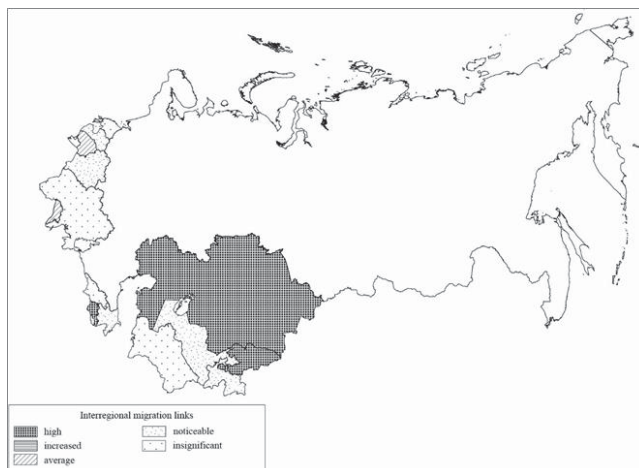 Interregional migration links
high
increased
average
noticeable
insignificant